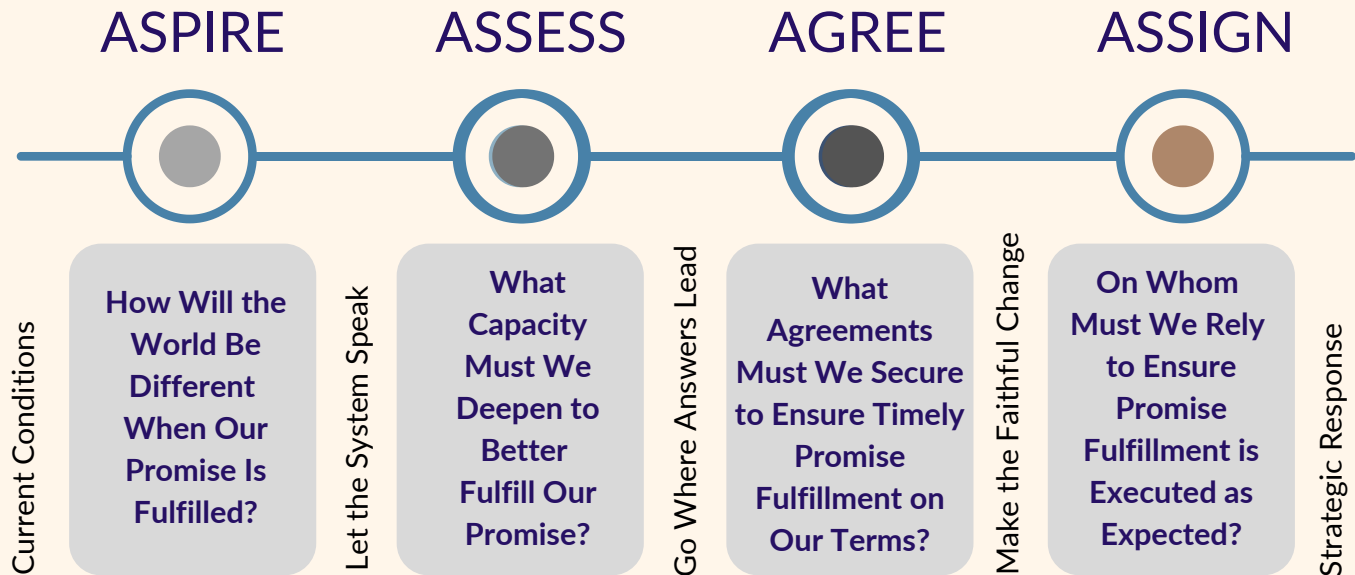 ASPIRE
ASSESS
AGREE
ASSIGN
Current Conditions
How Will the
World Be
Different
When Our
Promise Is
Fulfilled?
Let the System Speak
What
Capacity
Must We
Deepen to
Better
Fulfill Our
Promise?
Go Where Answers Lead
What
Agreements
Must We Secure
to Ensure Timely
Promise
Fulfillment on
Our Terms?
Make the Faithful Change
On Whom
Must We Rely
to Ensure
Promise
Fulfillment is
Executed as
Expected?
Strategic Response